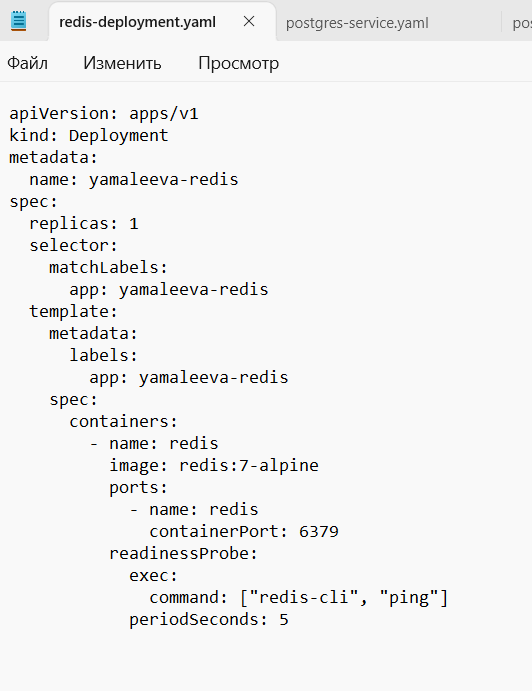 redis-deployment.yaml
postgres-service.yaml
Файл Изменить Просмотр
apiVersion: apps/v1
kind: Deployment
metadata:
  name: yamaleeva-redis
spec:
  replicas: 1
  selector:
    matchLabels:
      app: yamaleeva-redis
  template:
    metadata:
      labels:
        app: yamaleeva-redis
    spec:
      containers:
        - name: redis
          image: redis:7-alpine
          ports:
            - name: redis
              containerPort: 6379
          readinessProbe:
            exec:
              command: ["redis-cli", "ping"]
            periodSeconds: 5